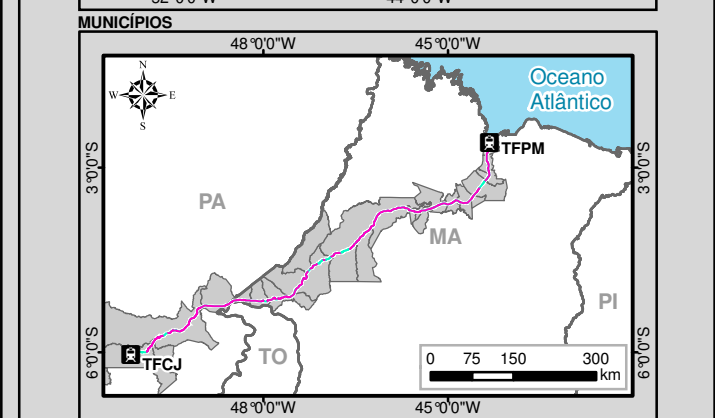 MUNICÍPIOS
48°0'0"W
45°0'0"W
N
W
E
S
Oceano
Atlântico
TFPM
3°0'0"S
3°0'0"S
PA
MA
PI
TO
TFCJ
6°0'0"S
6°0'0"S
0 75 150 300
km
48°0'0"W
45°0'0"W